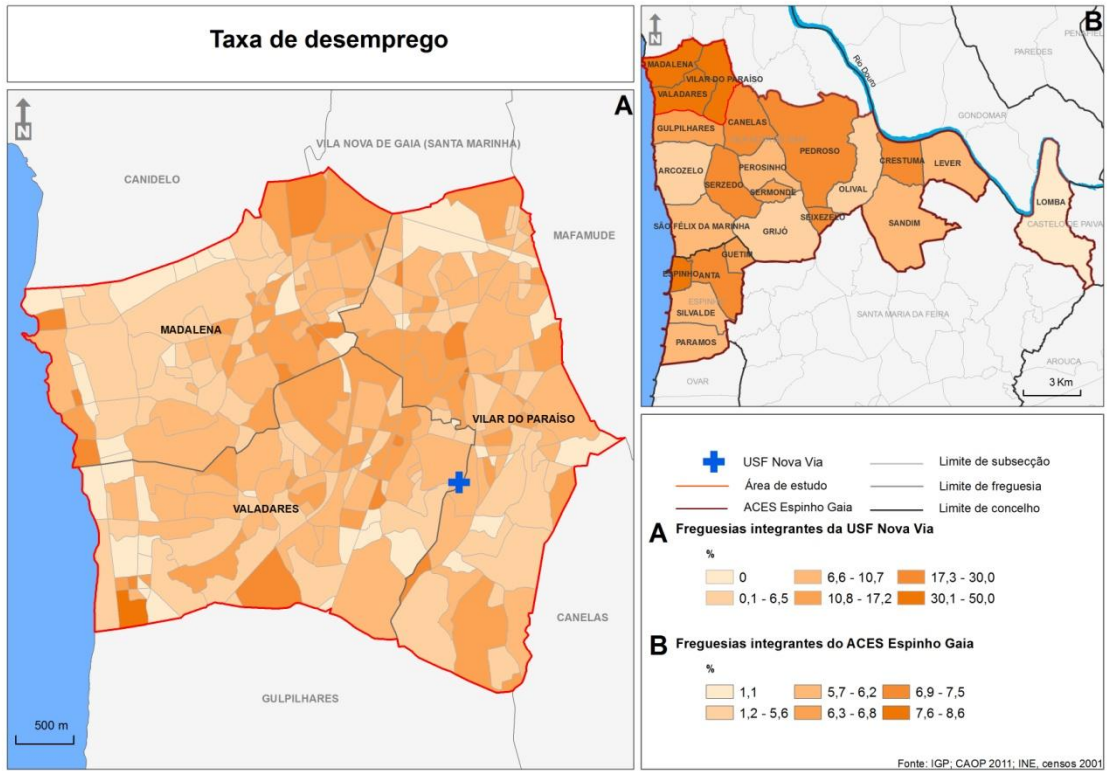 Taxa de desemprego
A
N
VILA NOVA DE GAIA (SANTA MARINHA)
CANIDELO
MAFAMUDE
MADALENA
VILAR DO PARAÍSO
VALADARES
CANELAS
GULPILHARES
500 m
B
N
PENAFIEL
PAREDES
MADALENA
VILAR DO PARAÍSO
Rio Douro
VALADARES
CANELAS
GONDOMAR
GULPILHARES
PEDROSO
CRESTUMA
LEVER
PEROSINHO
ARCOZELO
SERZEDO
SERMONDE
OLIVAL
LOMBA
SEIXEZELO
SÃO FÉLIX DA MARINHA
GRIJÓ
SANDIM
CASTELO DE PAIVA
GUETIM
ESPINHO
ANTA
ESPINHO
SILVALDE
SANTA MARIA DA FEIRA
PARAMOS
AROUCA
OVAR
3 Km
USF Nova Via
Limite de subsecção
Área de estudo
Limite de freguesia
ACES Espinho Gaia
Limite de concelho
A Freguesias integrantes da USF Nova Via
%
0 6,6 - 10,7 17,3 - 30,0
0,1 - 6,5 10,8 - 17,2 30,1 - 50,0
B Freguesias integrantes do ACES Espinho Gaia
%
1,1 5,7 - 6,2 6,9 - 7,5
1,2 - 5,6 6,3 - 6,8 7,6 - 8,6
Fonte: IGP; CAOP 2011; INE, censos 2001